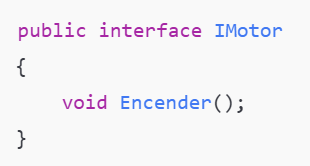 public interface IMotor
{
    void Encender();
}